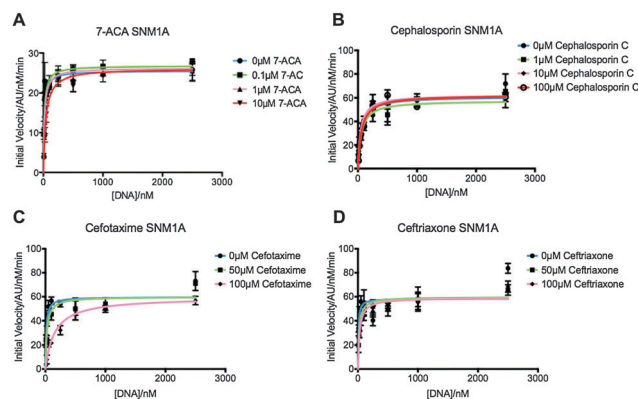 A
7-ACA SNM1A
Initial Velocity/AU/nM/min
30
20
10
0
0
1000
2000
3000
[DNA]/nM
0µM 7-ACA
0.1µM 7-AC
1µM 7-ACA
10µM 7-ACA
B
Cephalosporin SNM1A
Initial Velocity/AU/nM/min
100
80
60
40
20
0
0
1000
2000
3000
[DNA]/nM
0µM Cephalosporin C
1µM Cephalosporin C
10µM Cephalosporin C
100µM Cephalosporin C
C
Cefotaxime SNM1A
Initial Velocity/AU/nM/min
100
80
60
40
20
0
0
1000
2000
3000
[DNA]/nM
0µM Cefotaxime
50µM Cefotaxime
100µM Cefotaxime
D
Ceftriaxone SNM1A
Initial Velocity/AU/nM/min
100
80
60
40
20
0
0
1000
2000
3000
[DNA]/nM
0µM Ceftriaxone
50µM Ceftriaxone
100µM Ceftriaxone